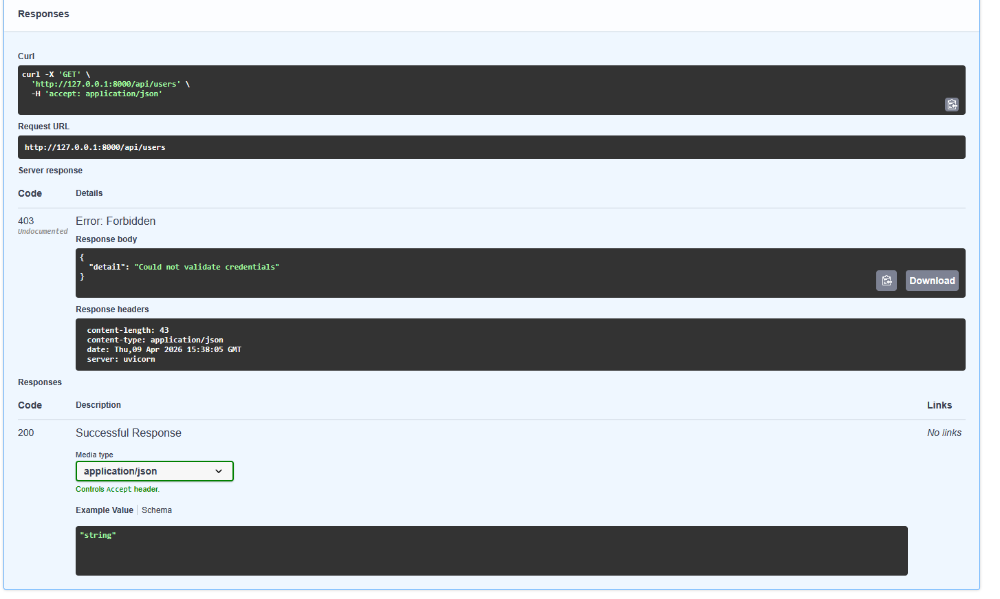 Responses
Curl
curl -X 'GET' \
  'http://127.0.0.1:8000/api/users' \
  -H 'accept: application/json'
Request URL
http://127.0.0.1:8000/api/users
Server response
Code Details
403 Error: Forbidden
Undocumented
Response body
{
  "detail": "Could not validate credentials"
}
Download
Response headers
content-length: 43
content-type: application/json
date: Thu,09 Apr 2026 15:38:05 GMT
server: uvicorn
Responses
Code Description Links
200 Successful Response No links
Media type
application/json
Controls Accept header.
Example Value Schema
"string"